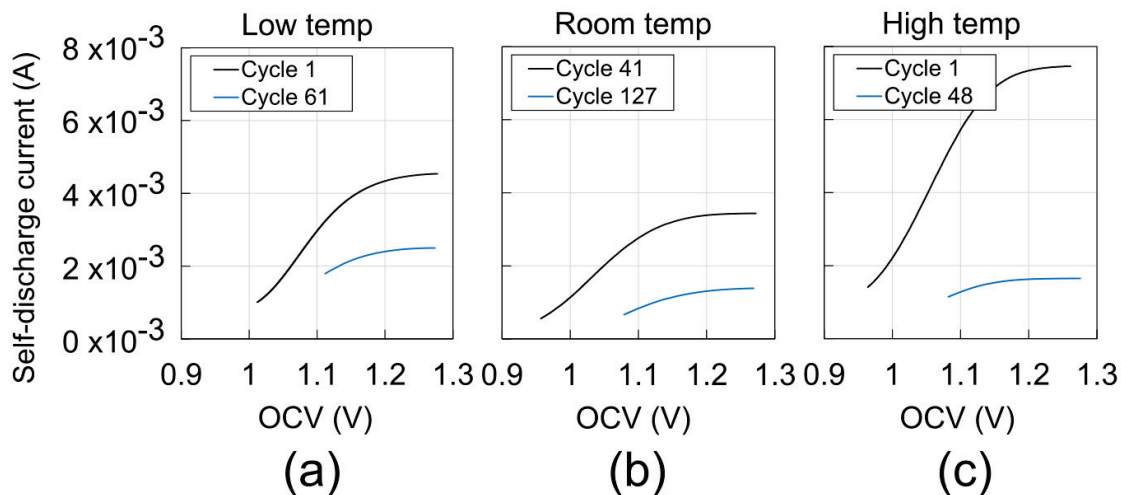 Low temp
Room temp
High temp
Self-discharge current (A)
8 x10-3
6 x10-3
4 x10-3
2 x10-3
0 x10-3
Cycle 1
Cycle 61
Cycle 41
Cycle 127
Cycle 1
Cycle 48
0.9 1 1.1 1.2 1.3
0.9 1 1.1 1.2 1.3
0.9 1 1.1 1.2 1.3
OCV (V)
OCV (V)
OCV (V)
(a)
(b)
(c)